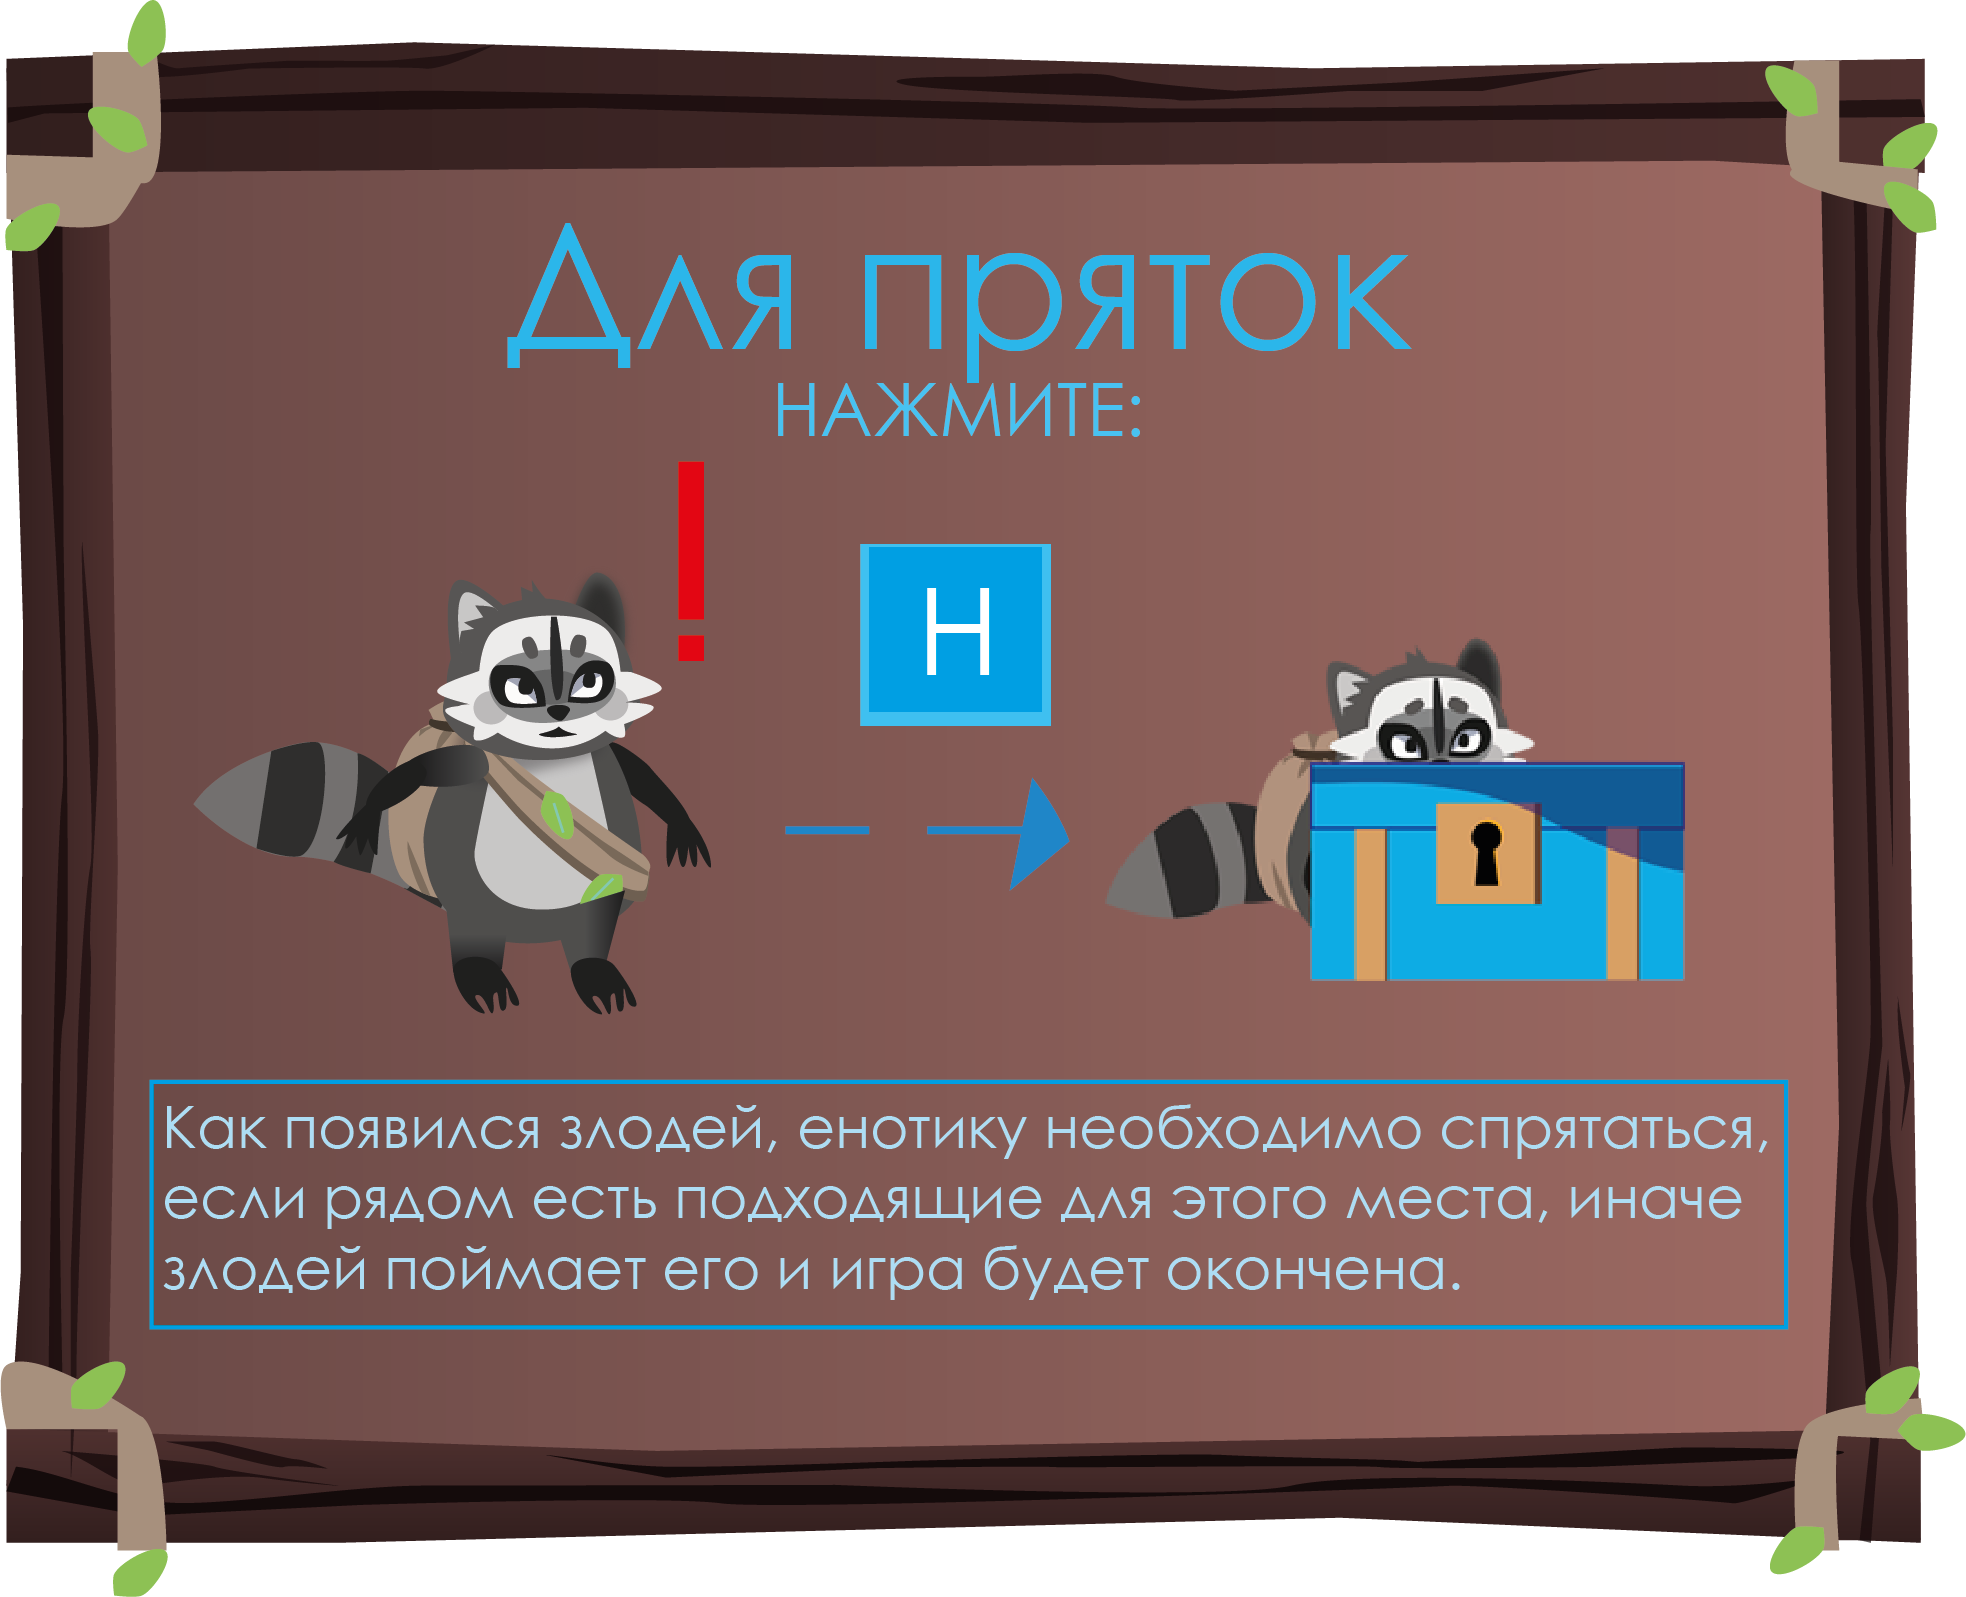 Для пряток
НАЖМИТЕ:
!
Н
Как появился злодей, енотику необходимо спрятаться,
если рядом есть подходящие для этого места, иначе
злодей поймает его и игра будет окончена.